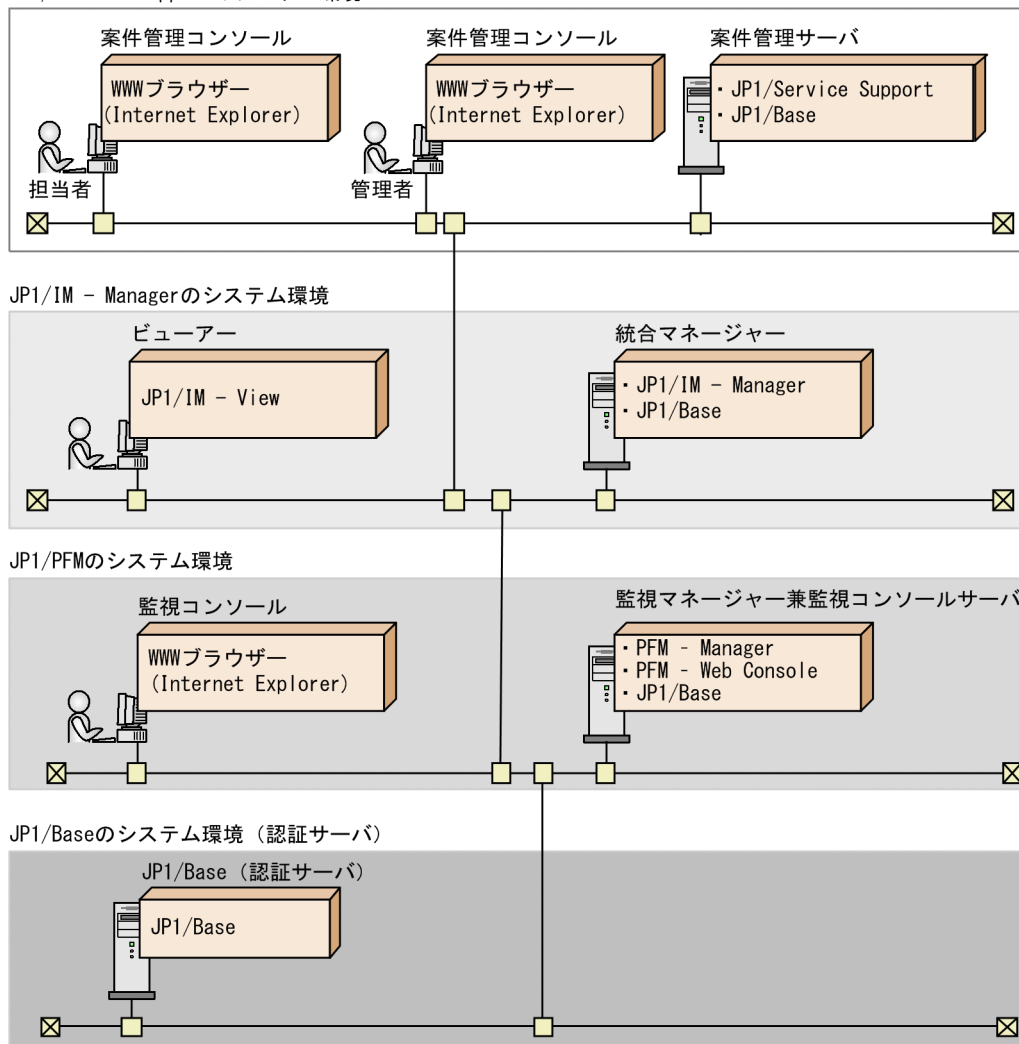 案件管理コンソール
案件管理コンソール
案件管理サーバ
WWWブラウザー
(Internet Explorer)
WWWブラウザー
(Internet Explorer)
・JP1/Service Support
・JP1/Base
担当者
管理者
JP1/IM − Managerのシステム環境
ビューアー
統合マネージャー
JP1/IM − View
・JP1/IM − Manager
・JP1/Base
JP1/PFMのシステム環境
監視コンソール
監視マネージャー兼監視コンソールサーバ
WWWブラウザー
(Internet Explorer)
・PFM − Manager
・PFM − Web Console
・JP1/Base
JP1/Baseのシステム環境（認証サーバ）
JP1/Base（認証サーバ）
JP1/Base